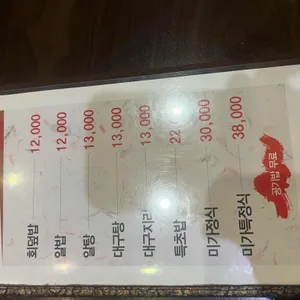 회덮밥 12,000
알밥 12,000
알탕 13,000
대구탕 13,000
대구지리 13,000
특초밥 22
미가정식 30,000
미가특정식 38,000
공기밥 무료